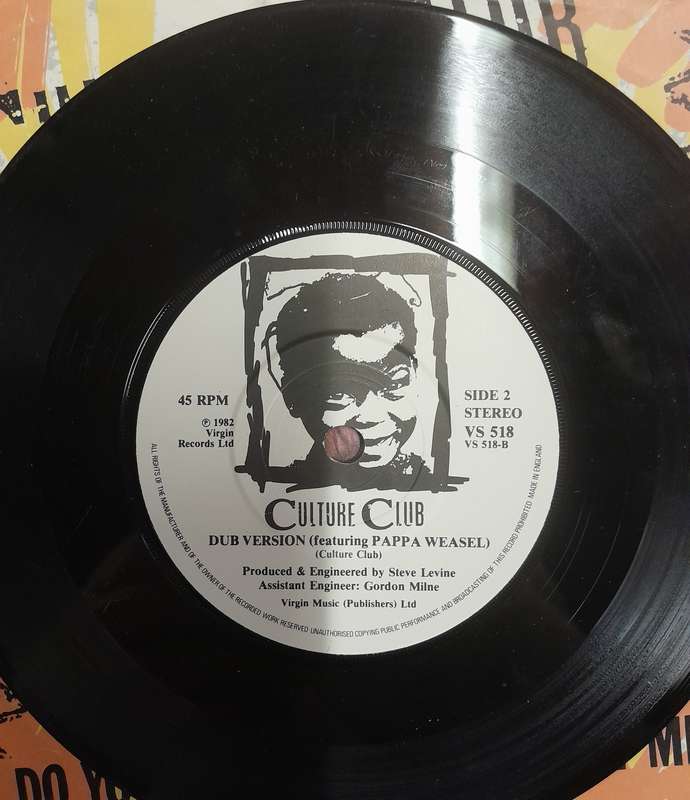 45 RPM
℗ 1982
Virgin
Records Ltd
SIDE 2
STEREO
VS 518
VS 518-B
CULTURE CLUB
DUB VERSION (featuring PAPPA WEASEL)
(Culture Club)
Produced & Engineered by Steve Levine
Assistant Engineer: Gordon Milne
Virgin Music (Publishers) Ltd
ALL RIGHTS OF THE MANUFACTURER AND OF THE OWNER OF THE RECORDED WORK RESERVED UNAUTHORISED COPYING PUBLIC PERFORMANCE AND BROADCASTING OF THIS RECORD PROHIBITED MADE IN ENGLAND
DO YO